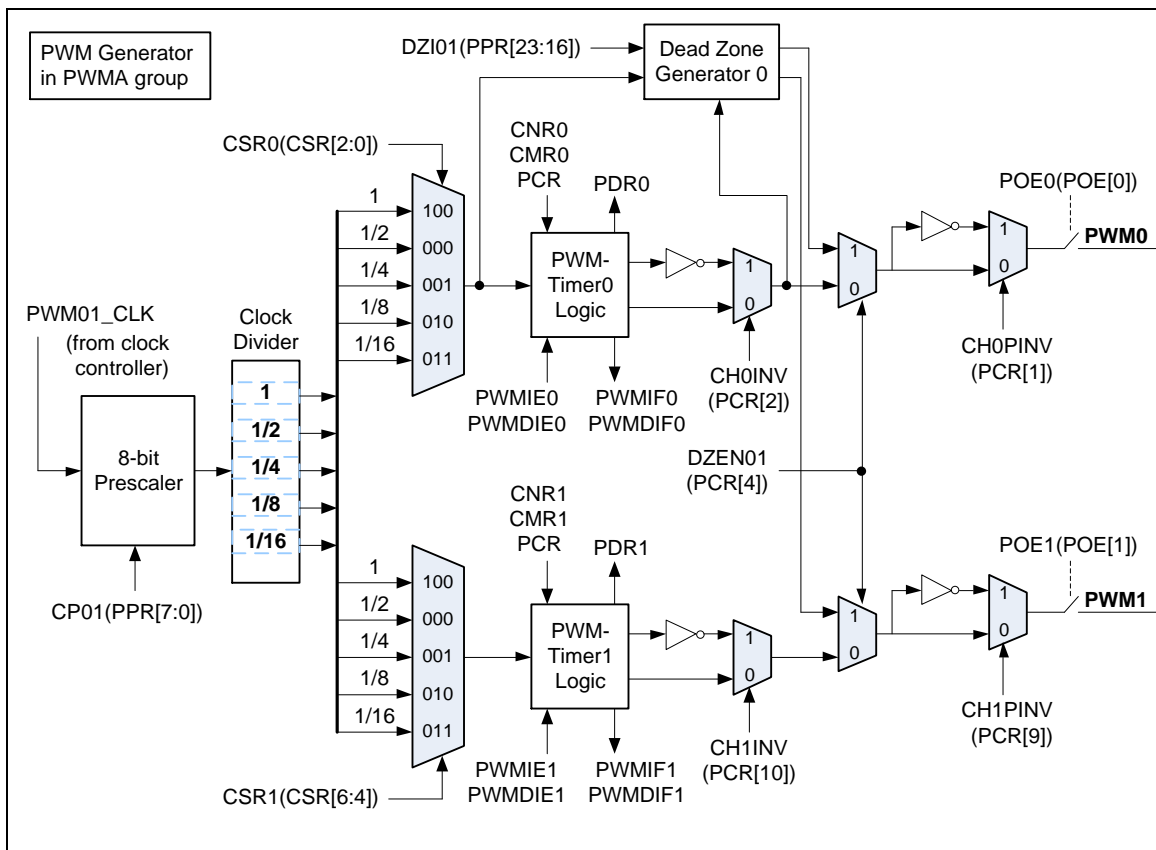 PWM Generator
in PWMA group
DZI01(PPR[23:16])
Dead Zone
Generator 0
CSR0(CSR[2:0])
CNR0
CMR0
PCR
PDR0
POE0(POE[0])
1
1/2
1/4
1/8
1/16
100
000
001
010
011
PWM-
Timer0
Logic
1
0
1
0
1
0
PWM0
PWM01_CLK
(from clock
controller)
Clock
Divider
PWMIE0
PWMDIE0
PWMIF0
PWMDIF0
CH0INV
(PCR[2])
CH0PINV
(PCR[1])
8-bit
Prescaler
1
1/2
1/4
1/8
1/16
DZEN01
(PCR[4])
CP01(PPR[7:0])
CNR1
CMR1
PCR
PDR1
POE1(POE[1])
1
1/2
1/4
1/8
1/16
100
000
001
010
011
PWM-
Timer1
Logic
1
0
1
0
1
0
PWM1
CSR1(CSR[6:4])
PWMIE1
PWMDIE1
PWMIF1
PWMDIF1
CH1INV
(PCR[10])
CH1PINV
(PCR[9])